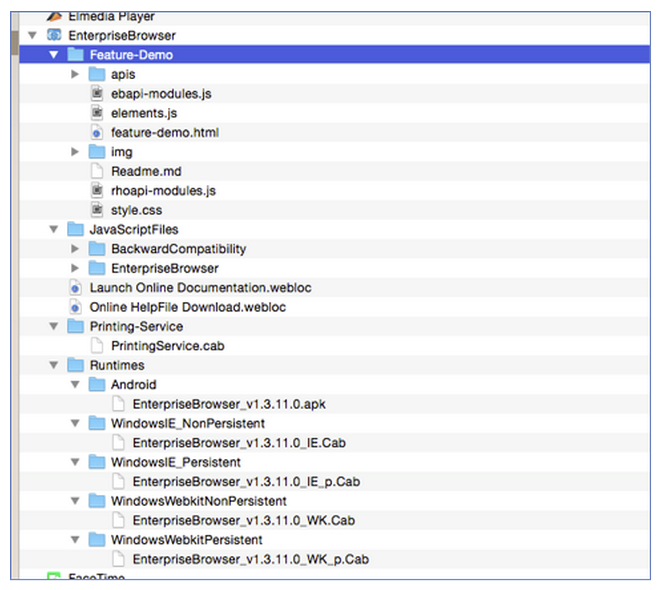 Elmedia Player
EnterpriseBrowser
Feature-Demo
apis
ebapi-modules.js
elements.js
feature-demo.html
img
Readme.md
rhoapi-modules.js
style.css
JavaScriptFiles
BackwardCompatibility
EnterpriseBrowser
Launch Online Documentation.webloc
Online HelpFile Download.webloc
Printing-Service
PrintingService.cab
Runtimes
Android
EnterpriseBrowser_v1.3.11.0.apk
WindowsIE_NonPersistent
EnterpriseBrowser_v1.3.11.0_IE.Cab
WindowsIE_Persistent
EnterpriseBrowser_v1.3.11.0_IE_p.Cab
WindowsWebkitNonPersistent
EnterpriseBrowser_v1.3.11.0_WK.Cab
WindowsWebkitPersistent
EnterpriseBrowser_v1.3.11.0_WK_p.Cab
FaceTime